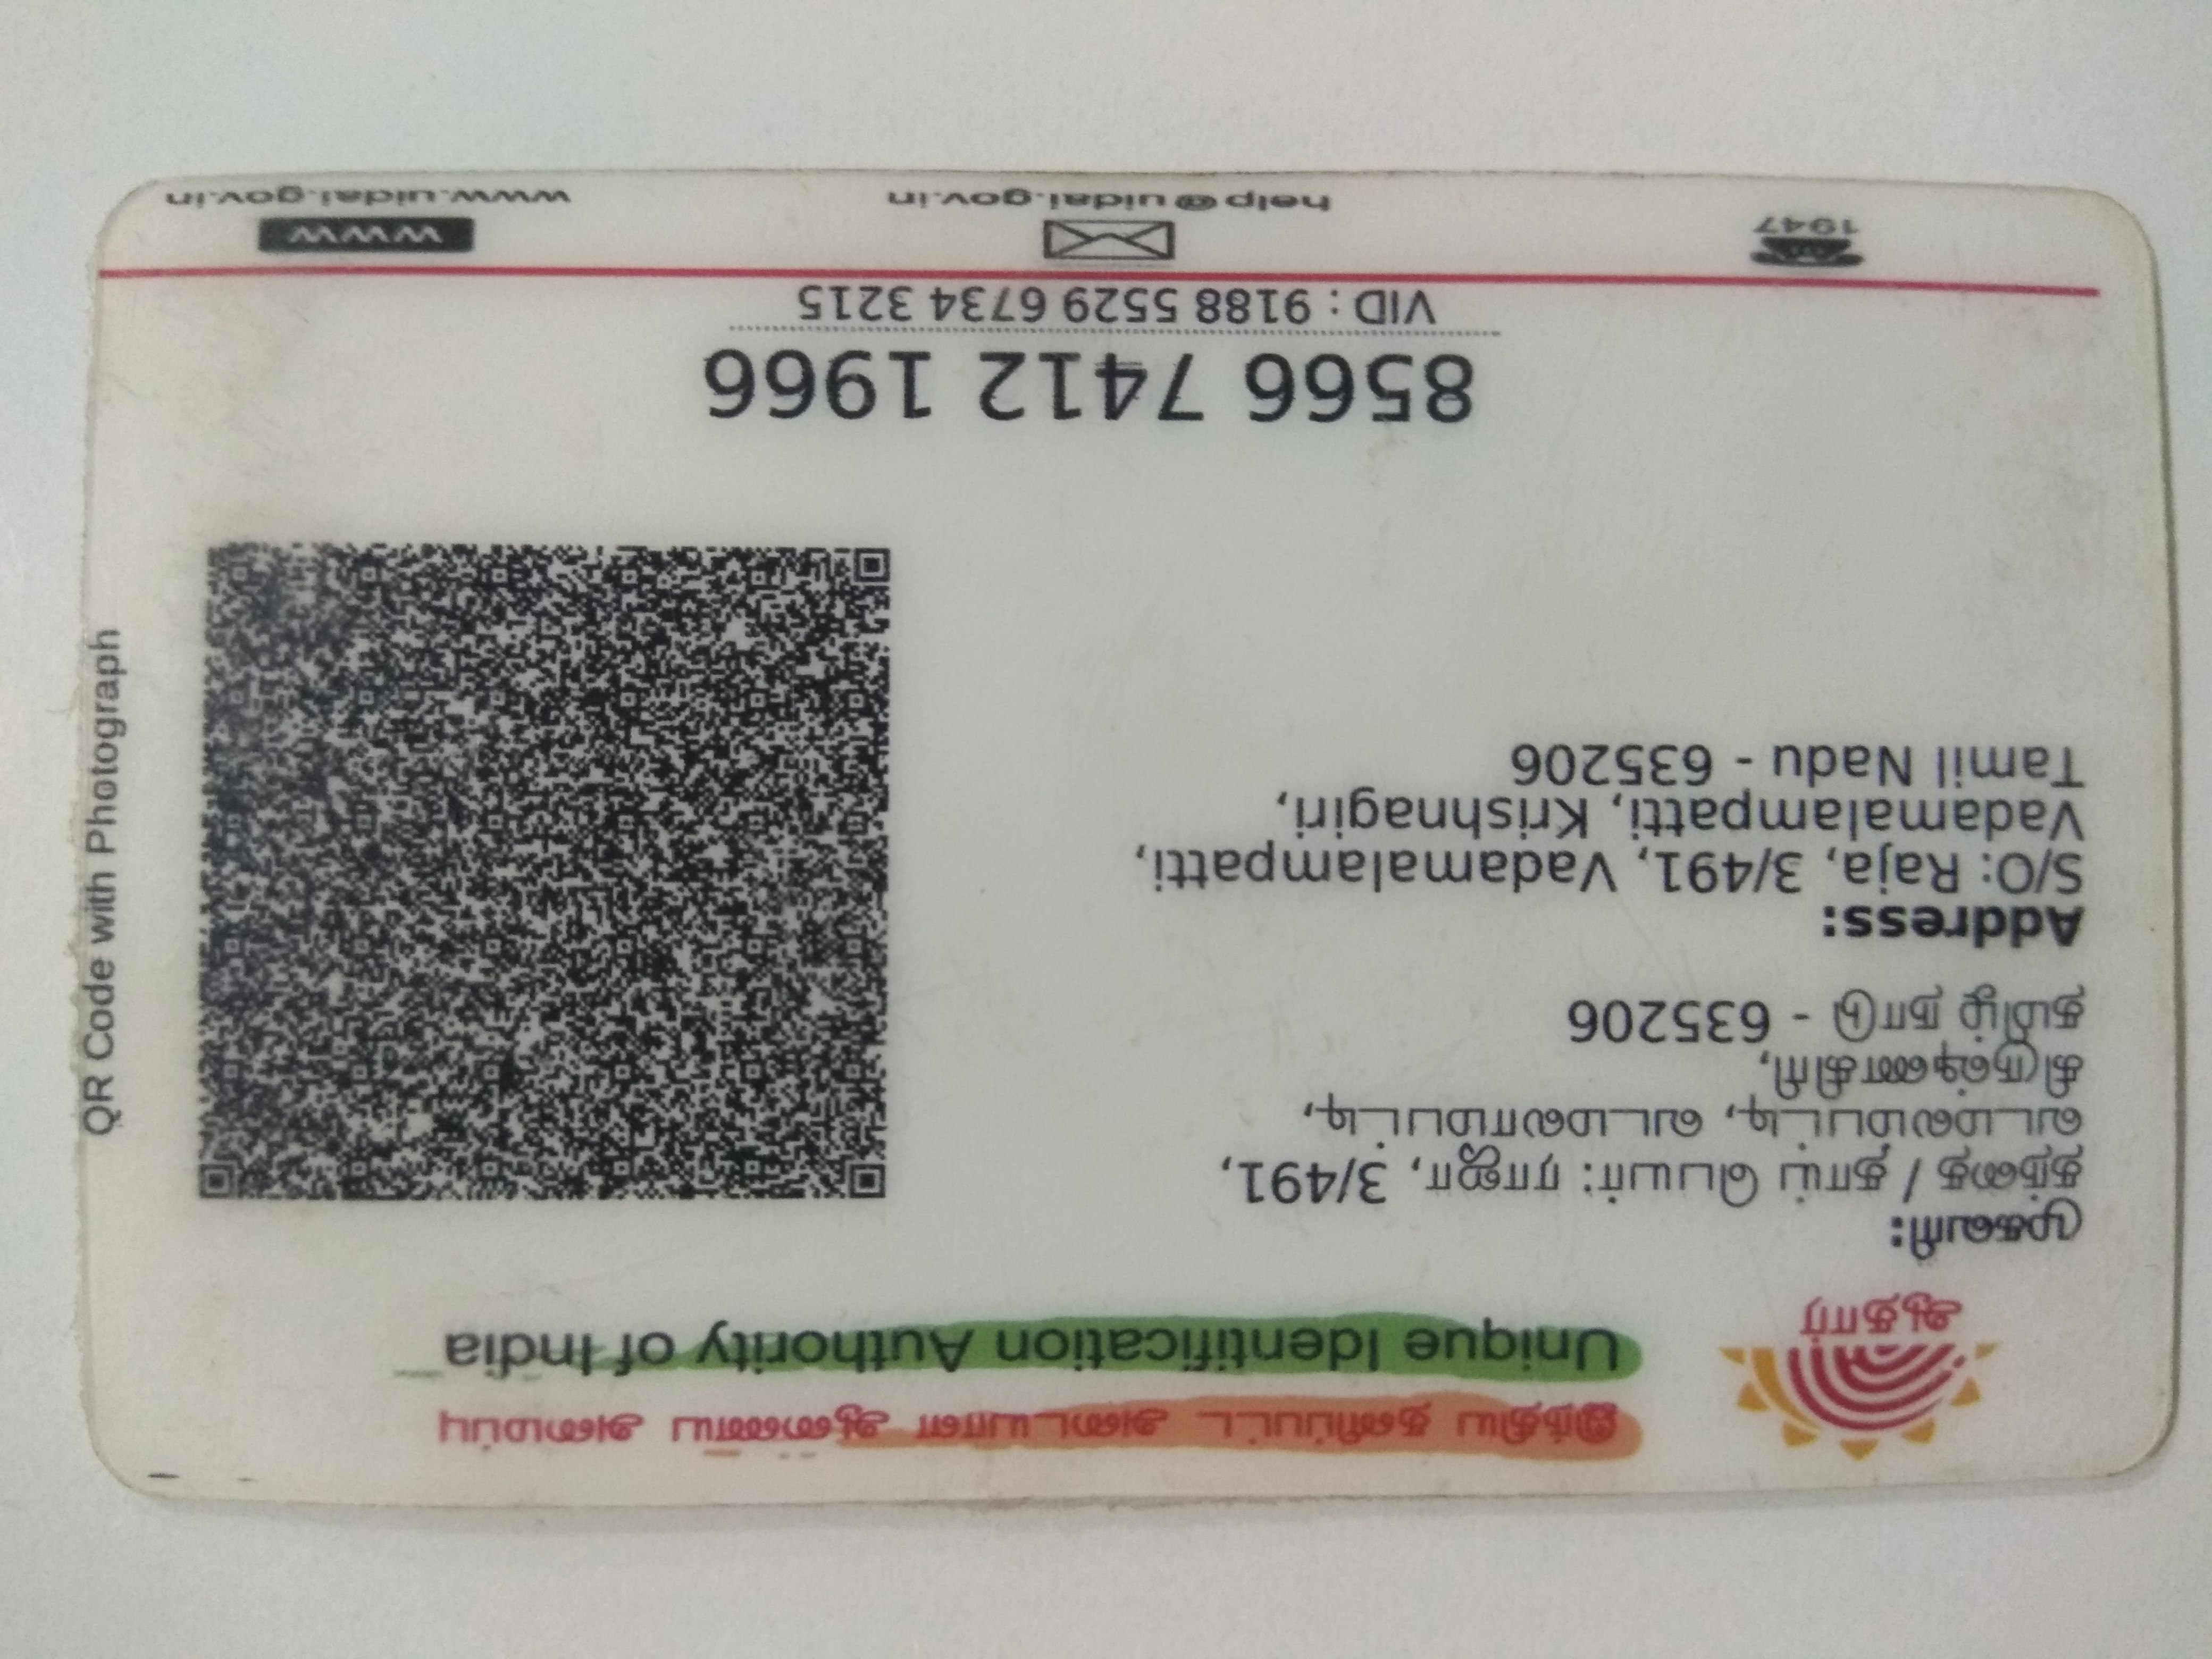 இந்திய தனிப்பட்ட அடையாள ஆணைய அமைப்பு
Unique Identification Authority of India
ஆதார்
முகவரி:
தந்தை / தாய் பெயர்: ராஜா, 3/491,
வடமலம்பட்டி, வடமலாம்பட்டி,
கிருஷ்ணகிரி,
தமிழ் நாடு - 635206
Address:
S/O: Raja, 3/491, Vadamalampatti,
Vadamalampatti, Krishnagiri,
Tamil Nadu - 635206
QR Code with Photograph
8566 7412 1966
VID : 9188 5529 6734 3215
1947
help@uidai.gov.in
www
www.uidai.gov.in